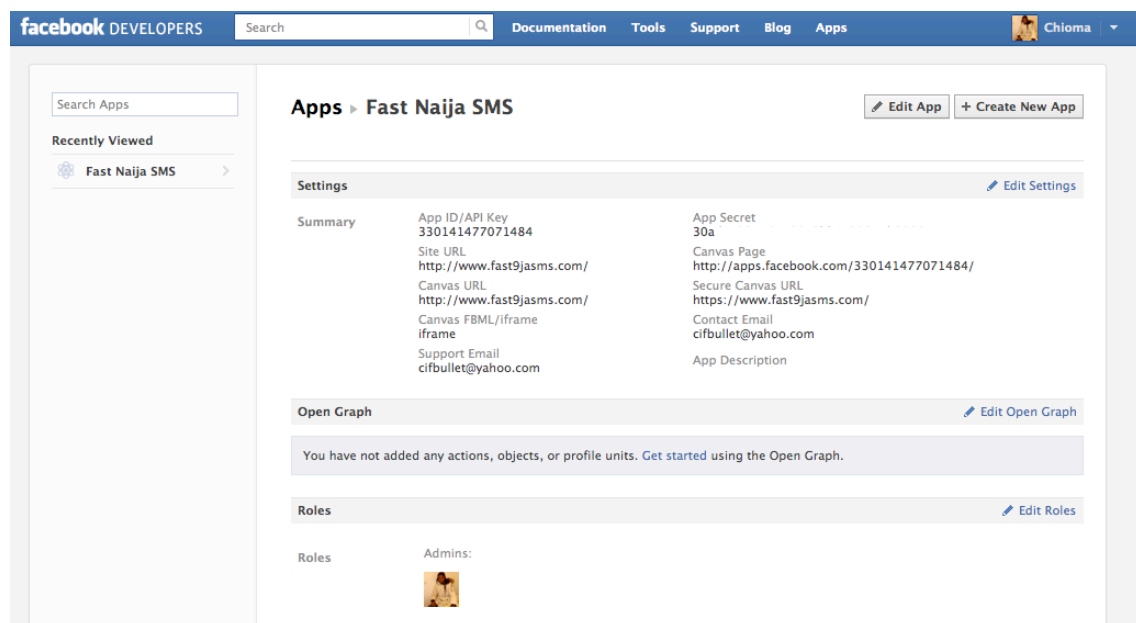 facebook DEVELOPERS Search Documentation Tools Support Blog Apps Chioma
Search Apps
Recently Viewed
Fast Naija SMS
Apps ▸ Fast Naija SMS
Edit App + Create New App
Settings Edit Settings
Summary
App ID/API Key App Secret
330141477071484 30a
Site URL Canvas Page
http://www.fast9jasms.com/ http://apps.facebook.com/330141477071484/
Canvas URL Secure Canvas URL
http://www.fast9jasms.com/ https://www.fast9jasms.com/
Canvas FBML/iframe Contact Email
iframe cifbullet@yahoo.com
Support Email App Description
cifbullet@yahoo.com
Open Graph Edit Open Graph
You have not added any actions, objects, or profile units. Get started using the Open Graph.
Roles Edit Roles
Roles Admins: